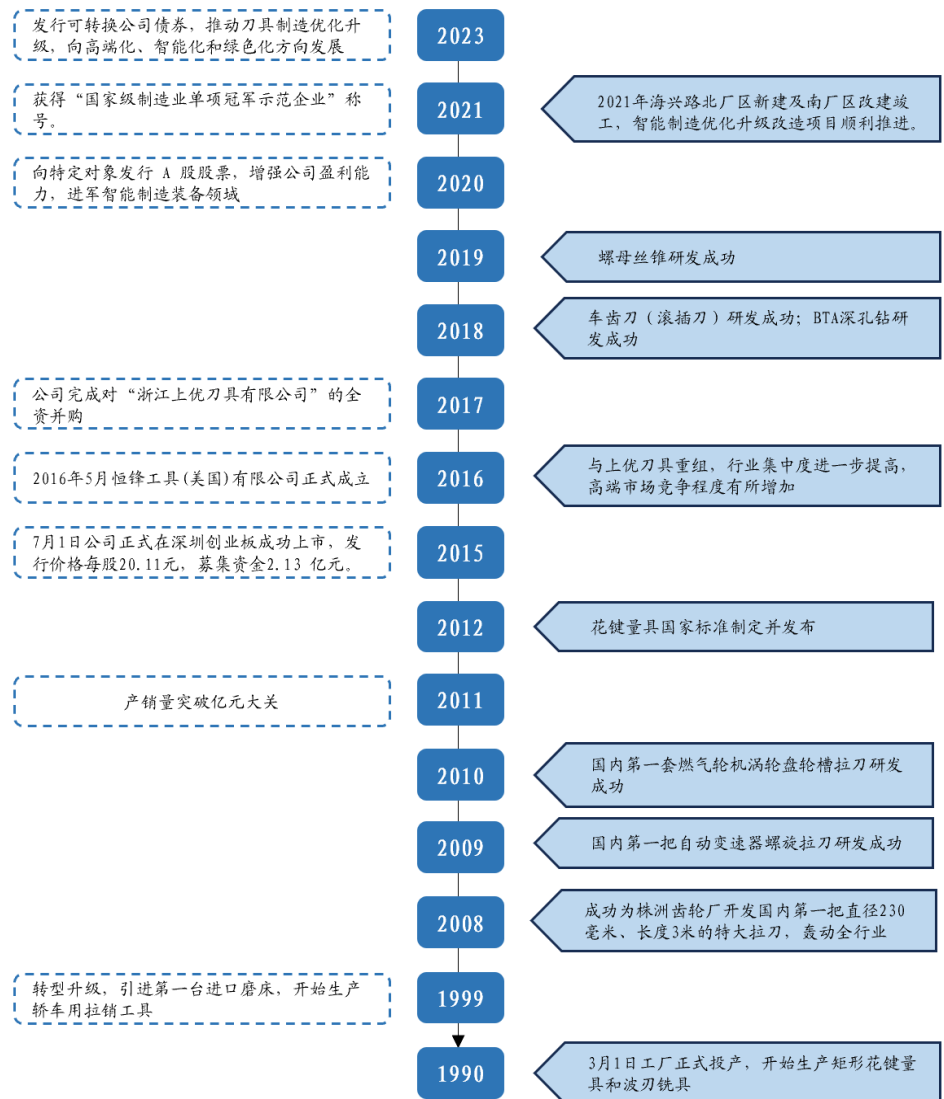 发行可转换公司债券，推动刀具制造优化升
级，向高端化、智能化和绿色化方向发展
2023
获得“国家级制造业单项冠军示范企业”称
号。
2021
2021年海兴路北厂区新建及南厂区改建竣
工，智能制造优化升级改造项目顺利推进。
向特定对象发行 A 股股票，增强公司盈利能
力，进军智能制造装备领域
2020
2019
螺母丝锥研发成功
2018
车齿刀（滚插刀）研发成功；BTA深孔钻研
发成功
公司完成对“浙江上优刀具有限公司”的全
资并购
2017
2016年5月恒锋工具(美国)有限公司正式成立
2016
与上优刀具重组，行业集中度进一步提高，
高端市场竞争程度有所增加
7月1日公司正式在深圳创业板成功上市，发
行价格每股20.11元，募集资金2.13 亿元。
2015
2012
花键量具国家标准制定并发布
产销量突破亿元大关
2011
2010
国内第一套燃气轮机涡轮盘轮槽拉刀研发
成功
2009
国内第一把自动变速器螺旋拉刀研发成功
2008
成功为株洲齿轮厂开发国内第一把直径230
毫米、长度3米的特大拉刀，轰动全行业
转型升级，引进第一台进口磨床，开始生产
轿车用拉销工具
1999
1990
3月1日工厂正式投产，开始生产矩形花键量
具和波刃铣具